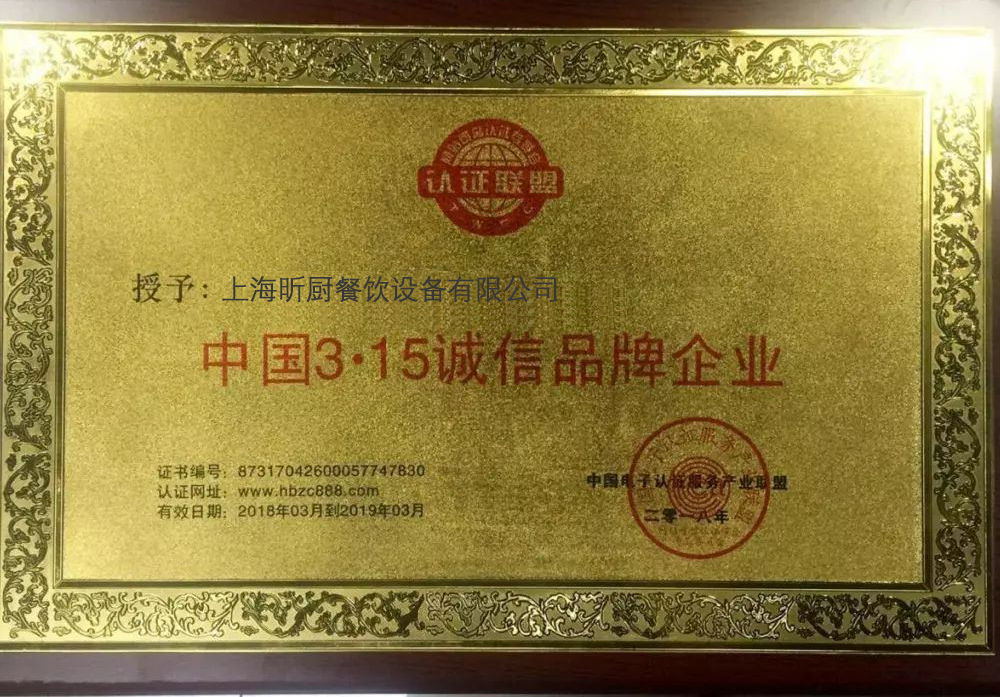 认证联盟
授予：上海昕厨餐饮设备有限公司
中国3·15诚信品牌企业
证书编号：87317042600057747830
认证网址：www.hbzc888.com
有效日期：2018年03月到2019年03月
中国电子认证服务产业联盟
二零一八年